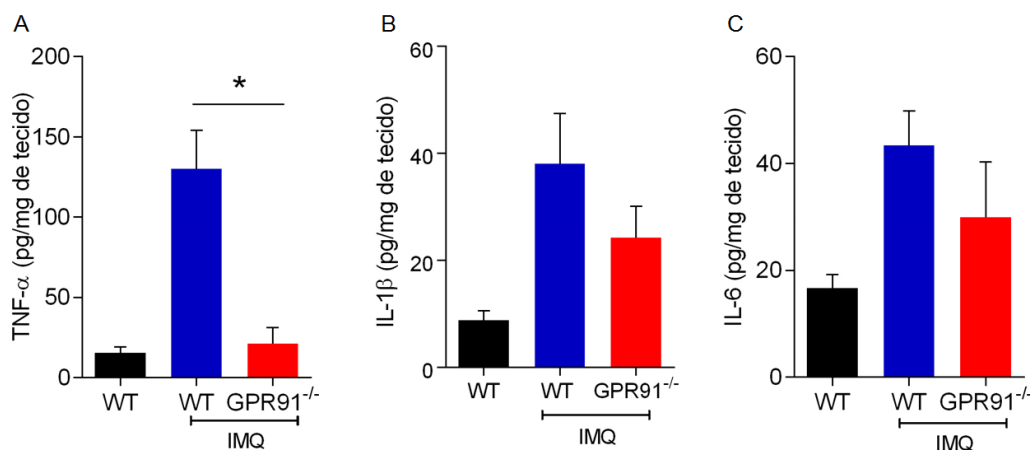 A
TNF-α (pg/mg de tecido)
200
150
100
50
0
*
WT
WT
GPR91-/-
IMQ
B
IL-1β (pg/mg de tecido)
60
40
20
0
WT
WT
GPR91-/-
IMQ
C
IL-6 (pg/mg de tecido)
60
40
20
0
WT
WT
GPR91-/-
IMQ